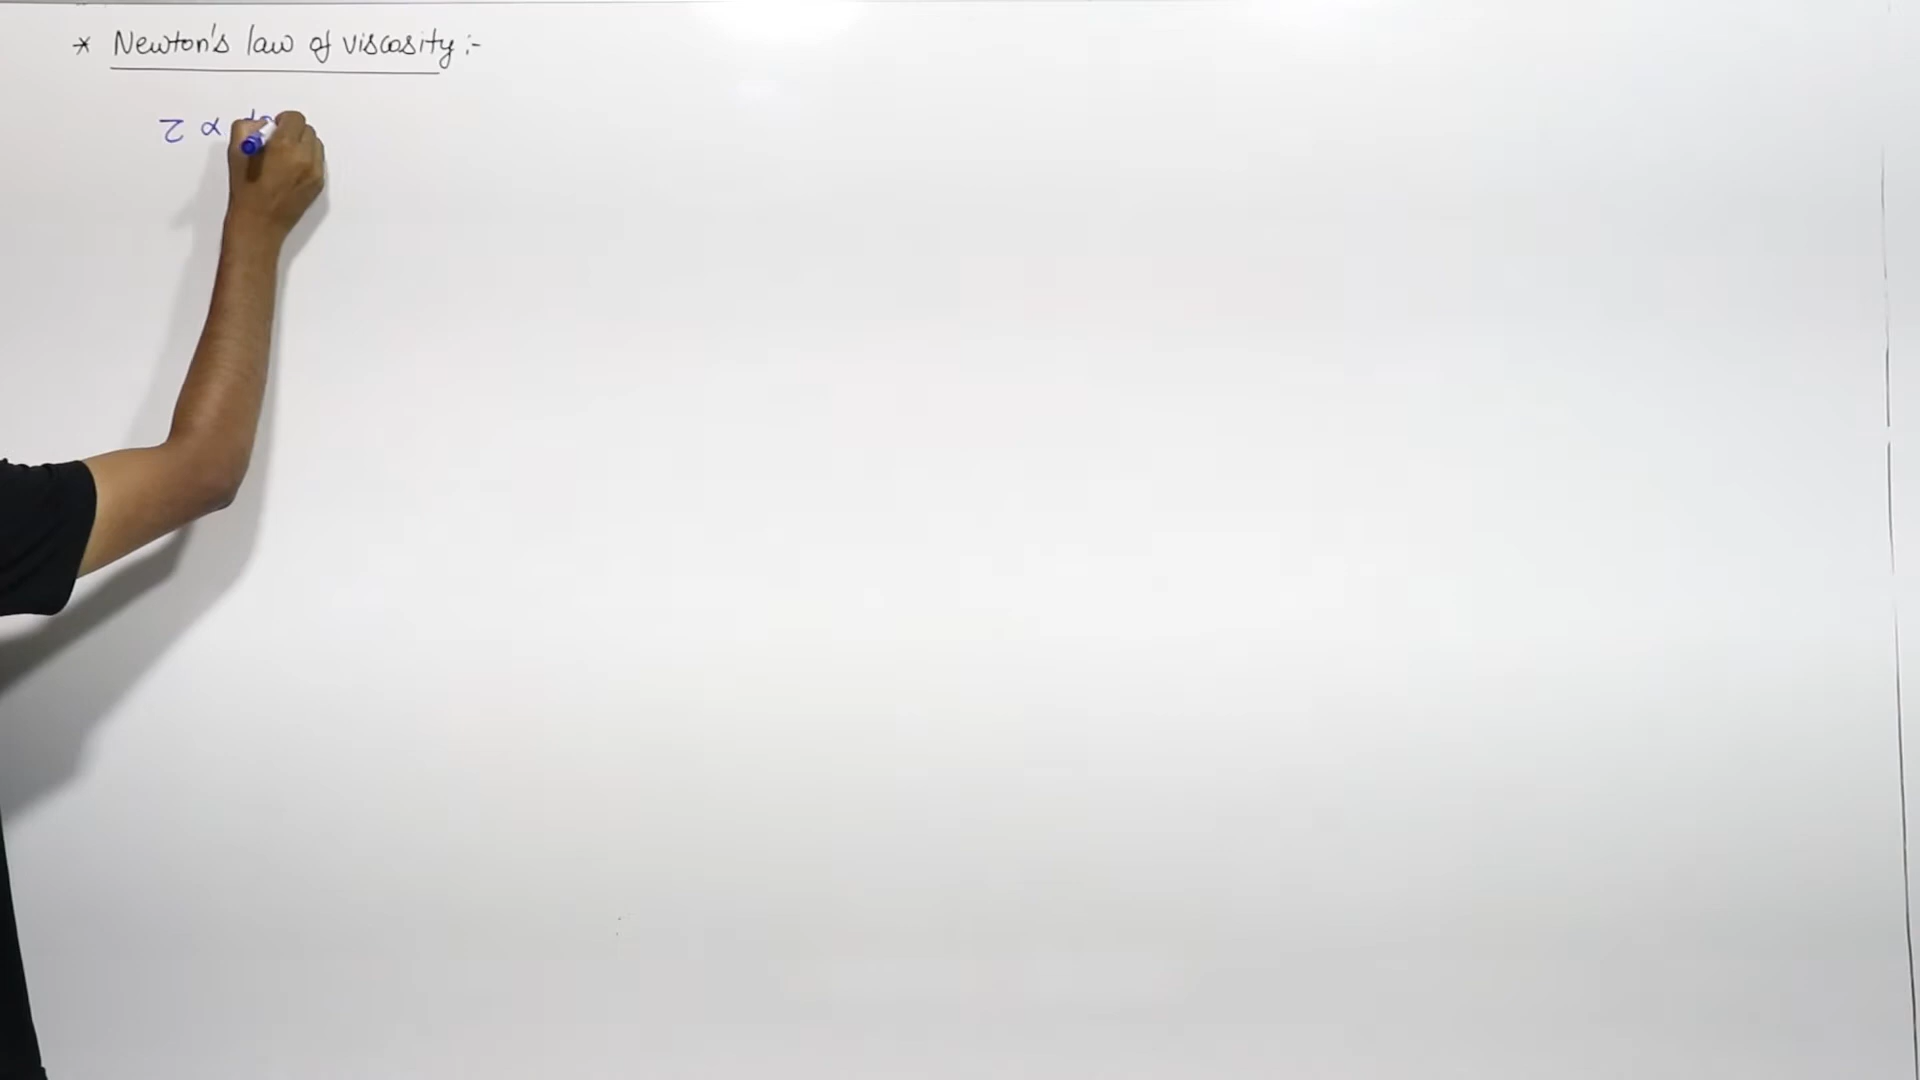 * Newton's law of viscosity :-
τ α